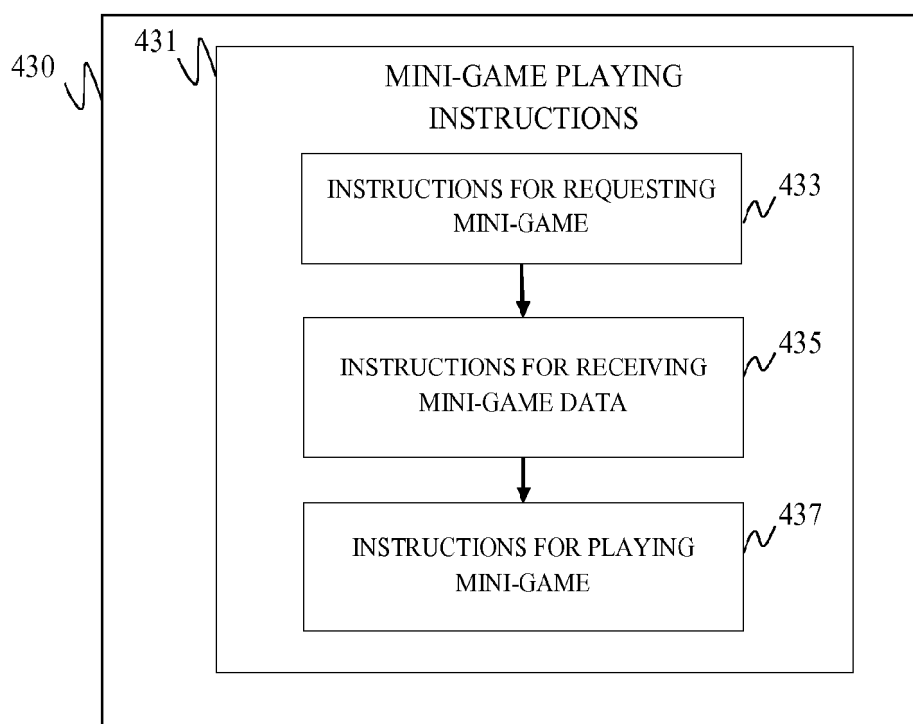 431
430
MINI-GAME PLAYING
INSTRUCTIONS
INSTRUCTIONS FOR REQUESTING
MINI-GAME
433
INSTRUCTIONS FOR RECEIVING
MINI-GAME DATA
435
INSTRUCTIONS FOR PLAYING
MINI-GAME
437